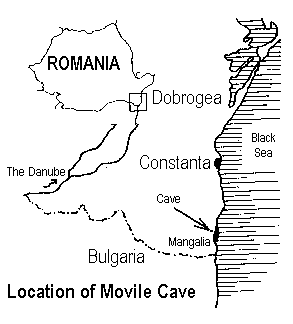 ROMANIA
Dobrogea
Black
Sea
Constanta
The Danube
Cave
Mangalia
Bulgaria
Location of Movile Cave